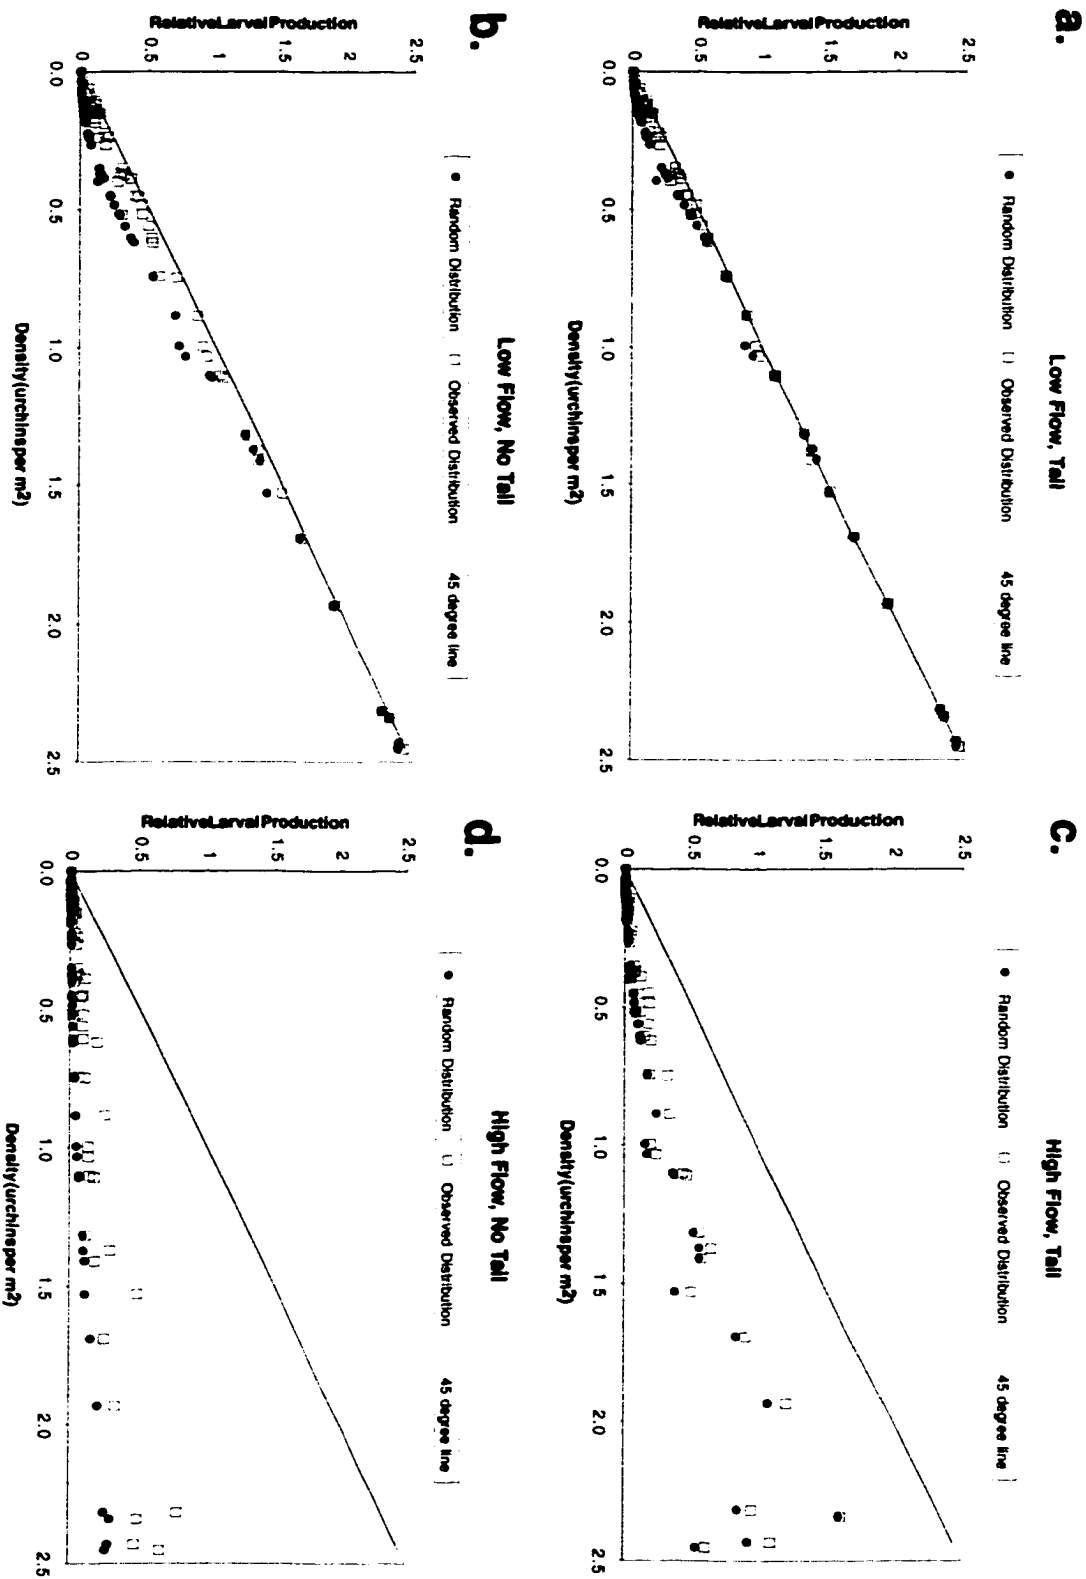 a.
Low Flow, Tail
● Random Distribution □ Observed Distribution 45 degree line
RelativeLarvalProduction
2.5
2
1.5
1
0.5
0
0.0 0.5 1.0 1.5 2.0 2.5
Density(urchinsper m2)
b.
Low Flow, No Tail
● Random Distribution □ Observed Distribution 45 degree line
RelativeLarvalProduction
2.5
2
1.5
1
0.5
0
0.0 0.5 1.0 1.5 2.0 2.5
Density(urchinsper m2)
c.
High Flow, Tail
● Random Distribution □ Observed Distribution 45 degree line
RelativeLarvalProduction
2.5
2
1.5
1
0.5
0
0.0 0.5 1.0 1.5 2.0 2.5
Density(urchinsper m2)
d.
High Flow, No Tail
● Random Distribution □ Observed Distribution 45 degree line
RelativeLarvalProduction
2.5
2
1.5
1
0.5
0
0.0 0.5 1.0 1.5 2.0 2.5
Density(urchinsper m2)